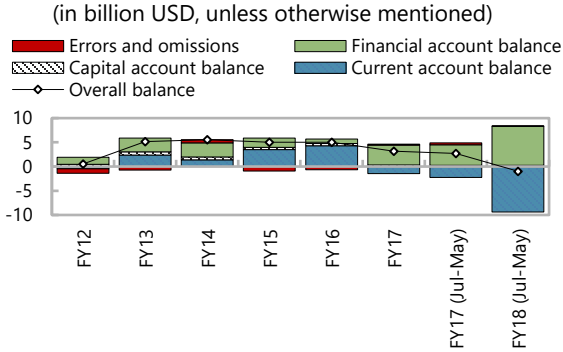 (in billion USD, unless otherwise mentioned)
Errors and omissions
Financial account balance
Capital account balance
Current account balance
Overall balance
10
5
0
-5
-10
FY12
FY13
FY14
FY15
FY16
FY17
FY17 (Jul-May)
FY18 (Jul-May)